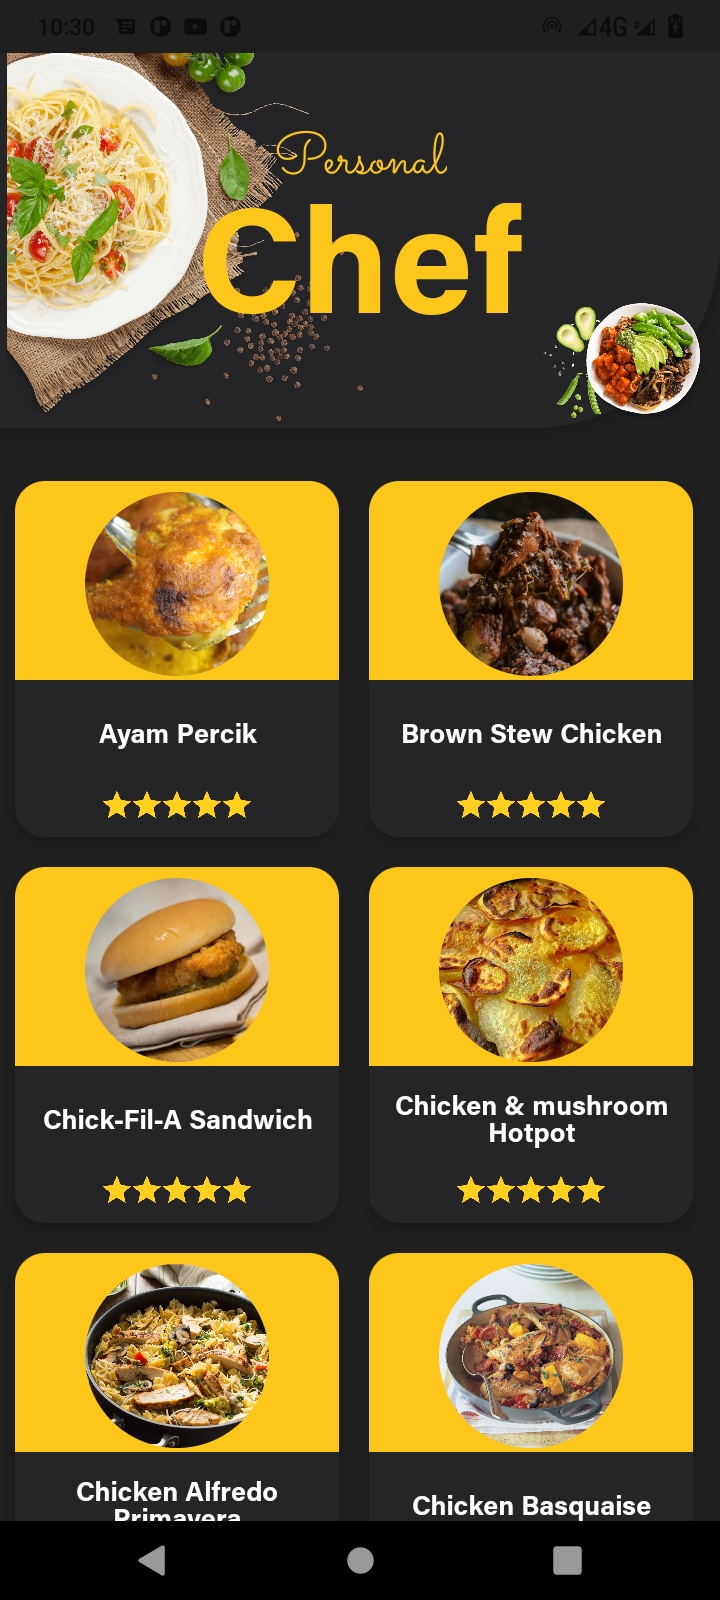 10:30
4G
Personal
Chef
Ayam Percik
Brown Stew Chicken
Chick-Fil-A Sandwich
Chicken & mushroom
Hotpot
Chicken Alfredo
Primavera
Chicken Basquaise